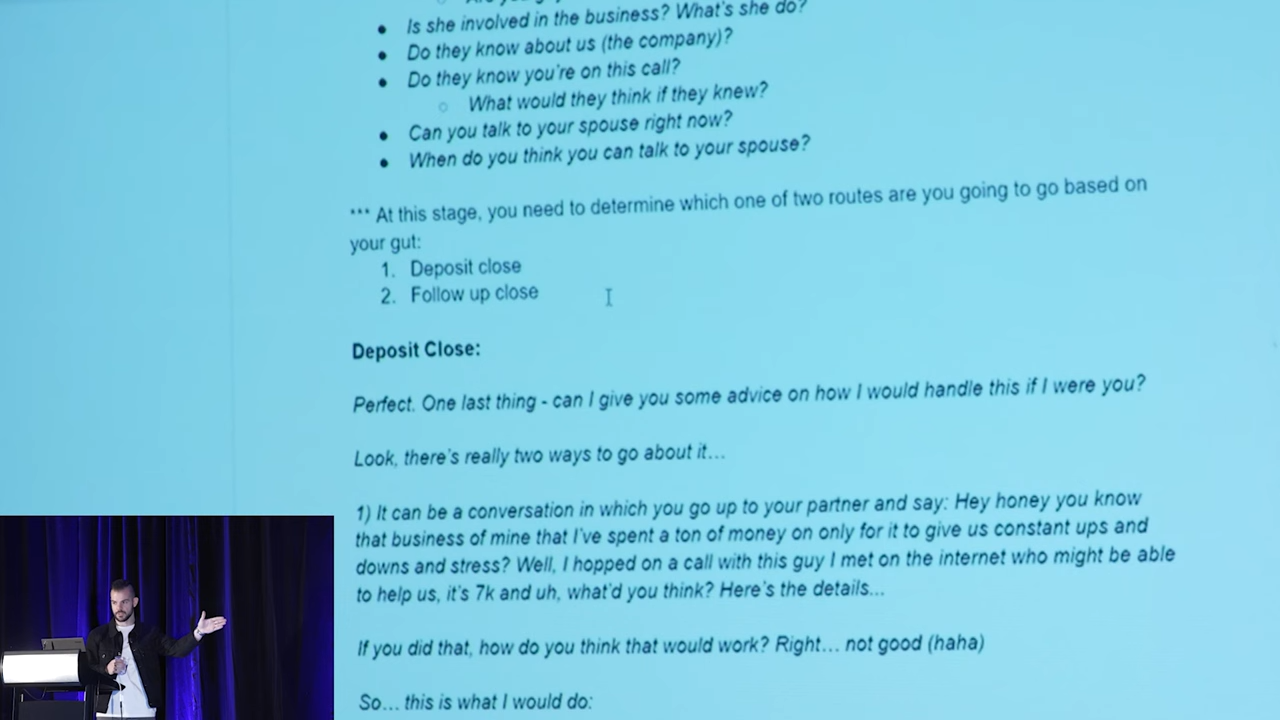 ● Is she involved in the business? What's she do?
● Do they know about us (the company)?
● Do they know you're on this call?
○ What would they think if they knew?
● Can you talk to your spouse right now?
● When do you think you can talk to your spouse?
*** At this stage, you need to determine which one of two routes are you going to go based on
your gut:
1. Deposit close
2. Follow up close
Deposit Close:
Perfect. One last thing - can I give you some advice on how I would handle this if I were you?
Look, there's really two ways to go about it…
1) It can be a conversation in which you go up to your partner and say: Hey honey you know
that business of mine that I've spent a ton of money on only for it to give us constant ups and
downs and stress? Well, I hopped on a call with this guy I met on the internet who might be able
to help us, it's 7k and uh, what'd you think? Here's the details...
If you did that, how do you think that would work? Right… not good (haha)
So… this is what I would do: